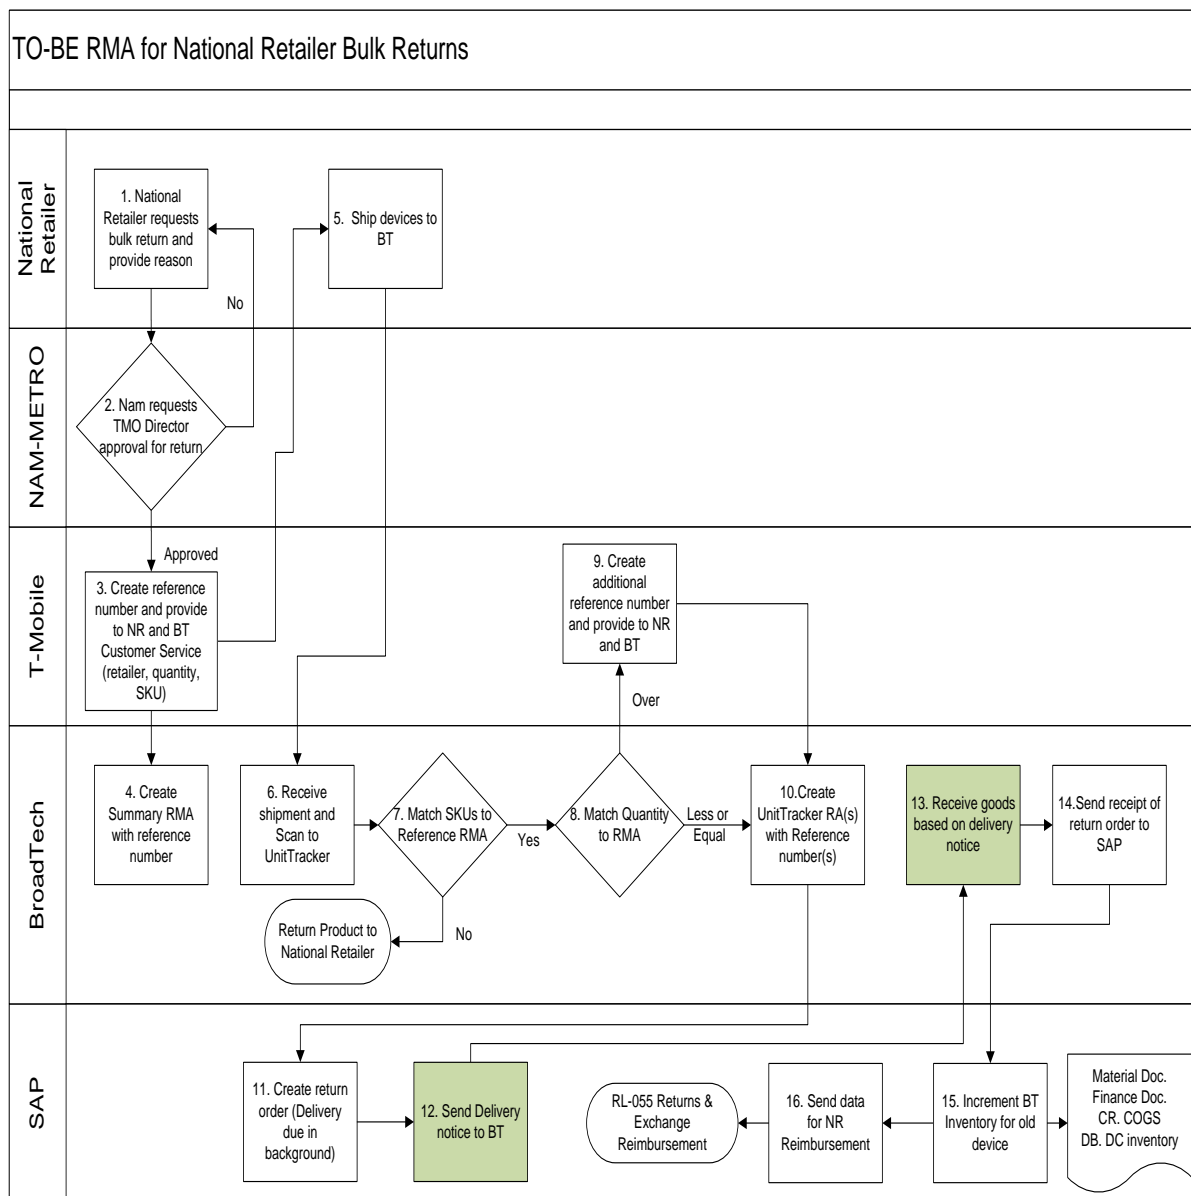 TO-BE RMA for National Retailer Bulk Returns
National
Retailer
1. National
Retailer requests
bulk return and
provide reason
5.  Ship devices to
BT
No
NAM-METRO
2. Nam requests
TMO Director
approval for return
T-Mobile
Approved
3. Create reference
number and provide
to NR and BT
Customer Service
(retailer, quantity,
SKU)
9. Create
additional
reference number
and provide to NR
and BT
Over
BroadTech
4. Create
Summary RMA
with reference
number
6. Receive
shipment and
Scan to
UnitTracker
7. Match SKUs to
Reference RMA
Yes
No
Return Product to
National Retailer
8. Match Quantity
to RMA
Less or
Equal
10.Create
UnitTracker RA(s)
with Reference
number(s)
13. Receive goods
based on delivery
notice
14.Send receipt of
return order to
SAP
SAP
11. Create return
order (Delivery
due in
background)
12. Send Delivery
notice to BT
RL-055 Returns &
Exchange
Reimbursement
16. Send data
for NR
Reimbursement
15. Increment BT
Inventory for old
device
Material Doc.
Finance Doc.
CR. COGS
DB. DC inventory